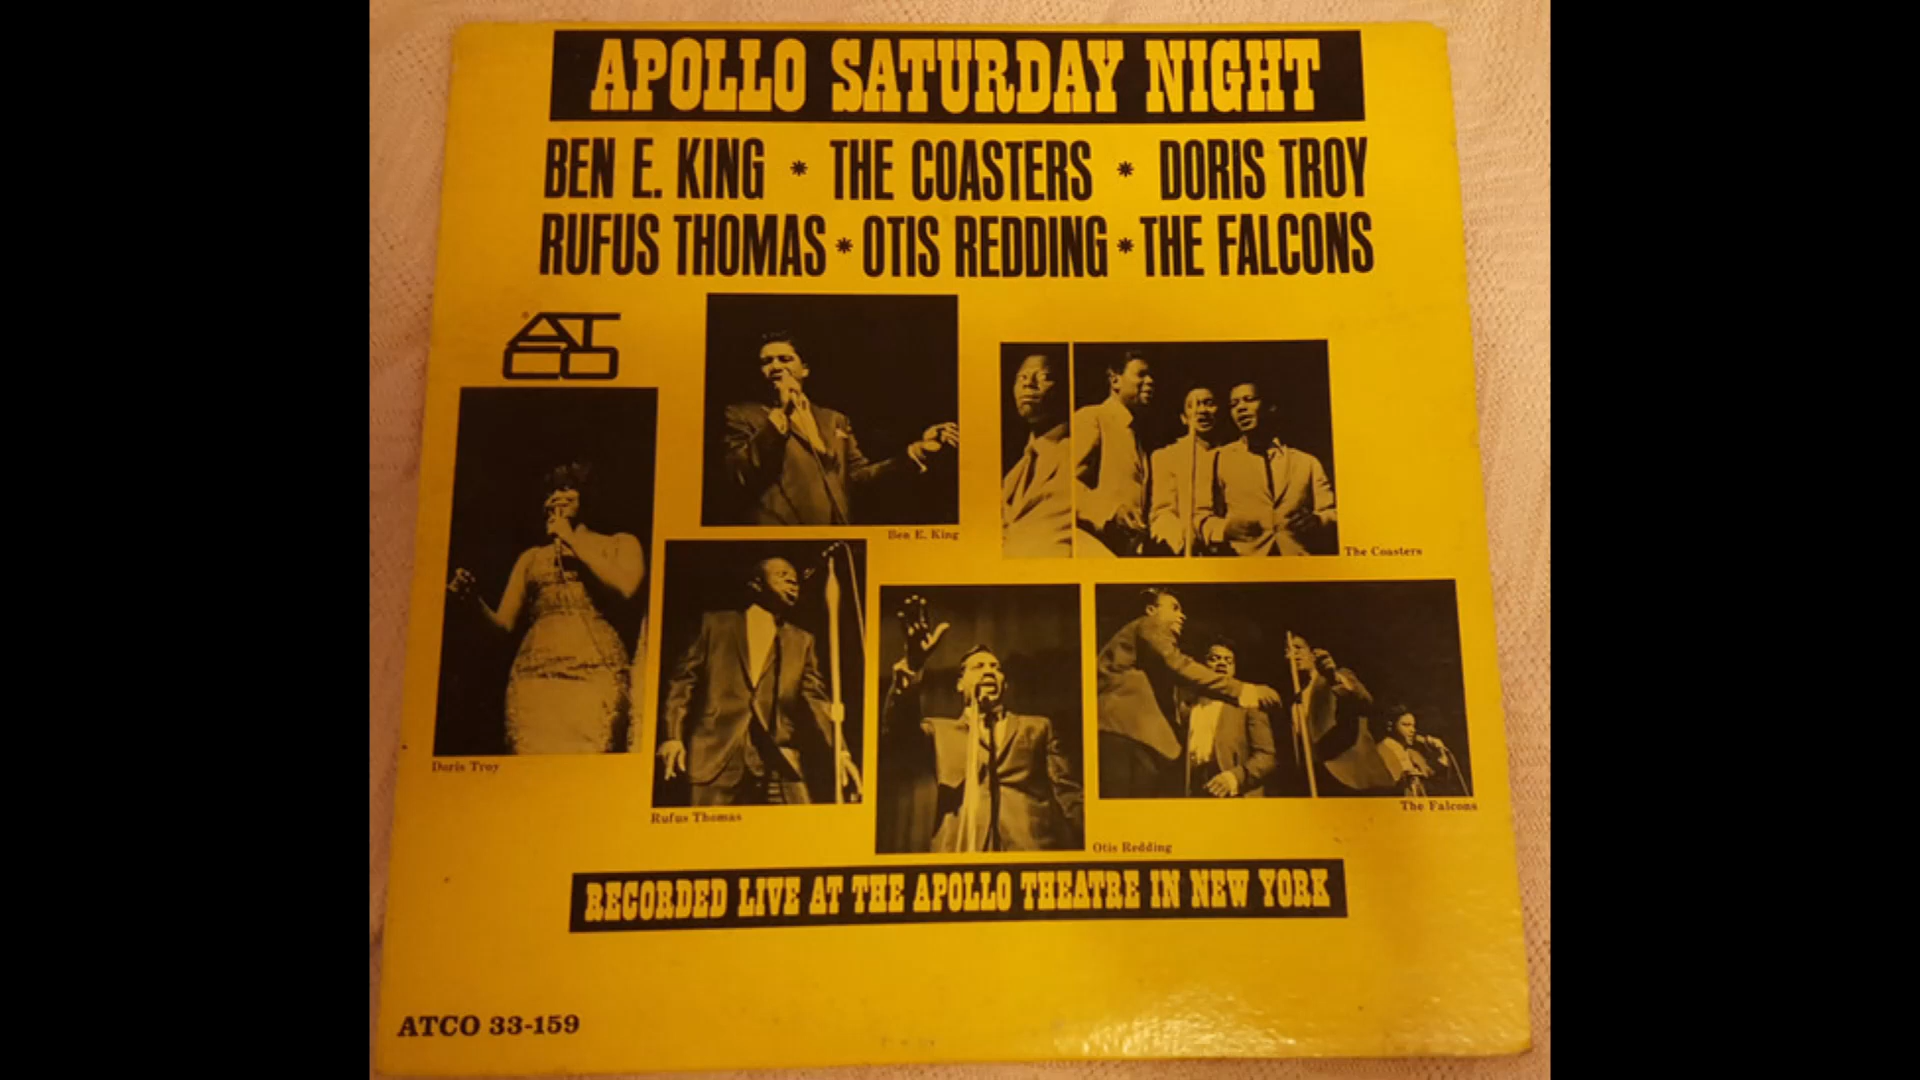 APOLLO SATURDAY NIGHT
BEN E. KING * THE COASTERS * DORIS TROY
RUFUS THOMAS * OTIS REDDING * THE FALCONS
ATCO
Ben E. King
The Coasters
Doris Troy
Rufus Thomas
The Falcons
Otis Redding
RECORDED LIVE AT THE APOLLO THEATRE IN NEW YORK
ATCO 33-159